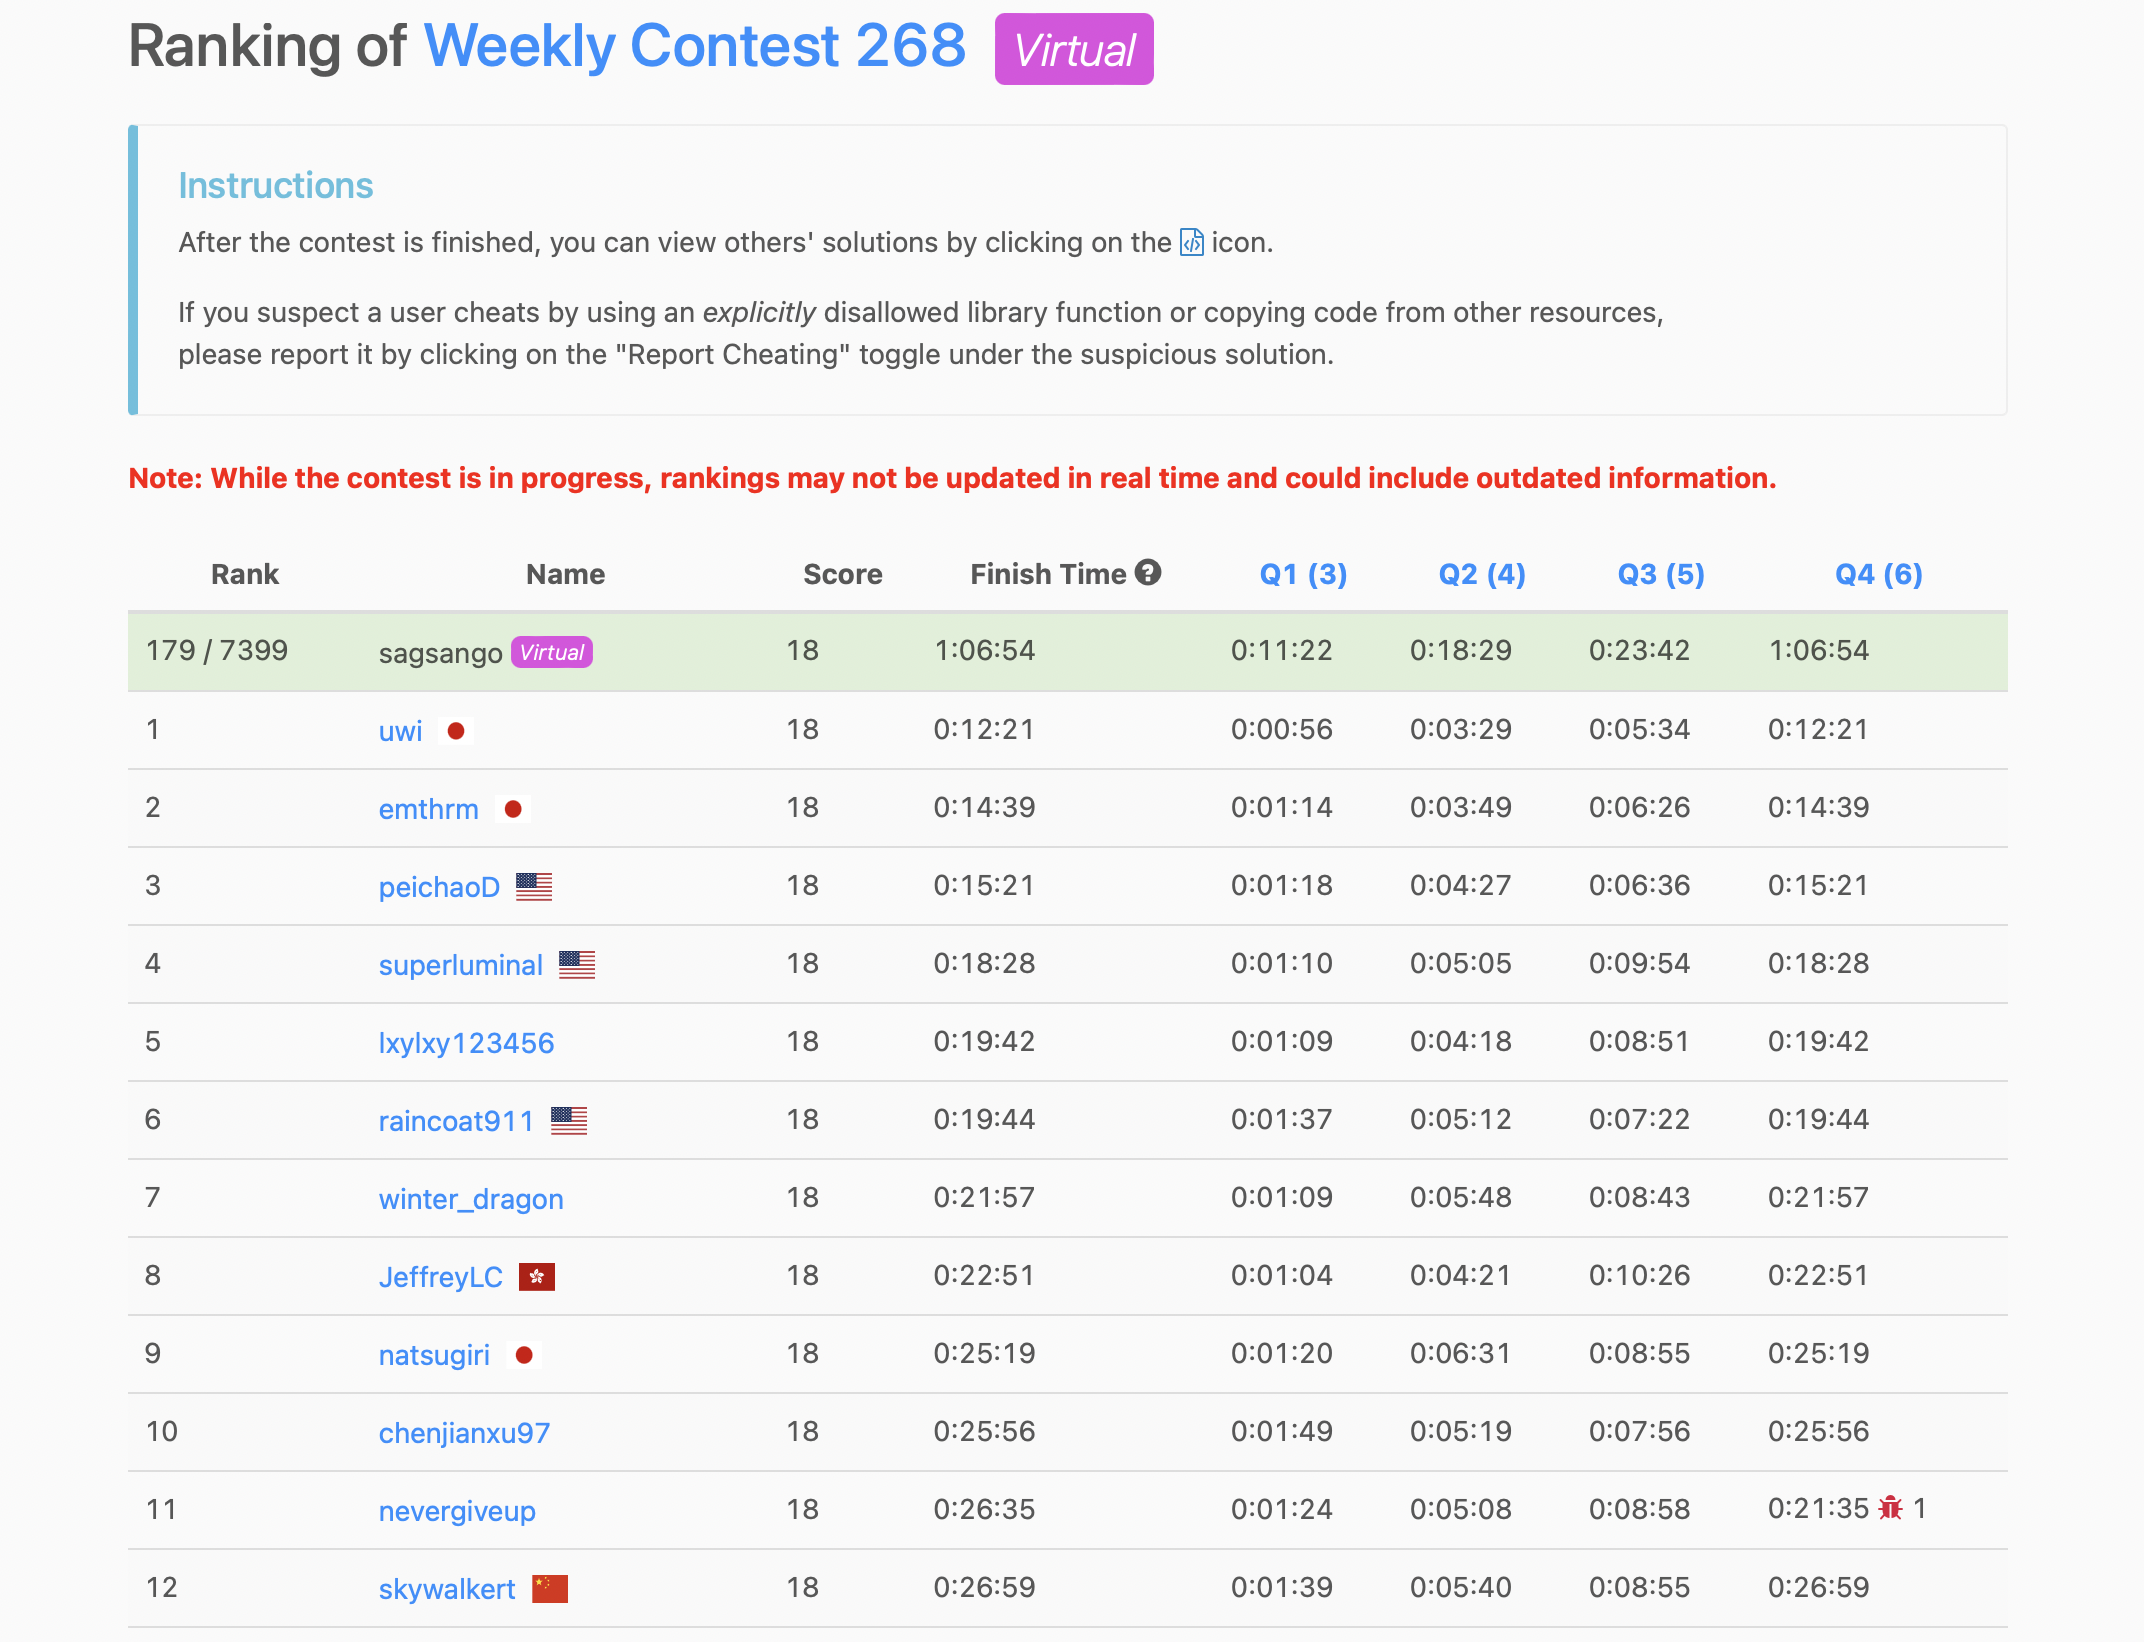 Ranking of Weekly Contest 268 Virtual
Instructions
After the contest is finished, you can view others' solutions by clicking on the icon.
If you suspect a user cheats by using an explicitly disallowed library function or copying code from other resources,
please report it by clicking on the "Report Cheating" toggle under the suspicious solution.
Note: While the contest is in progress, rankings may not be updated in real time and could include outdated information.
Rank Name Score Finish Time Q1 (3) Q2 (4) Q3 (5) Q4 (6)
179 / 7399 sagsango Virtual 18 1:06:54 0:11:22 0:18:29 0:23:42 1:06:54
1 uwi 18 0:12:21 0:00:56 0:03:29 0:05:34 0:12:21
2 emthrm 18 0:14:39 0:01:14 0:03:49 0:06:26 0:14:39
3 peichaoD 18 0:15:21 0:01:18 0:04:27 0:06:36 0:15:21
4 superluminal 18 0:18:28 0:01:10 0:05:05 0:09:54 0:18:28
5 lxylxy123456 18 0:19:42 0:01:09 0:04:18 0:08:51 0:19:42
6 raincoat911 18 0:19:44 0:01:37 0:05:12 0:07:22 0:19:44
7 winter_dragon 18 0:21:57 0:01:09 0:05:48 0:08:43 0:21:57
8 JeffreyLC 18 0:22:51 0:01:04 0:04:21 0:10:26 0:22:51
9 natsugiri 18 0:25:19 0:01:20 0:06:31 0:08:55 0:25:19
10 chenjianxu97 18 0:25:56 0:01:49 0:05:19 0:07:56 0:25:56
11 nevergiveup 18 0:26:35 0:01:24 0:05:08 0:08:58 0:21:35 1
12 skywalkert 18 0:26:59 0:01:39 0:05:40 0:08:55 0:26:59